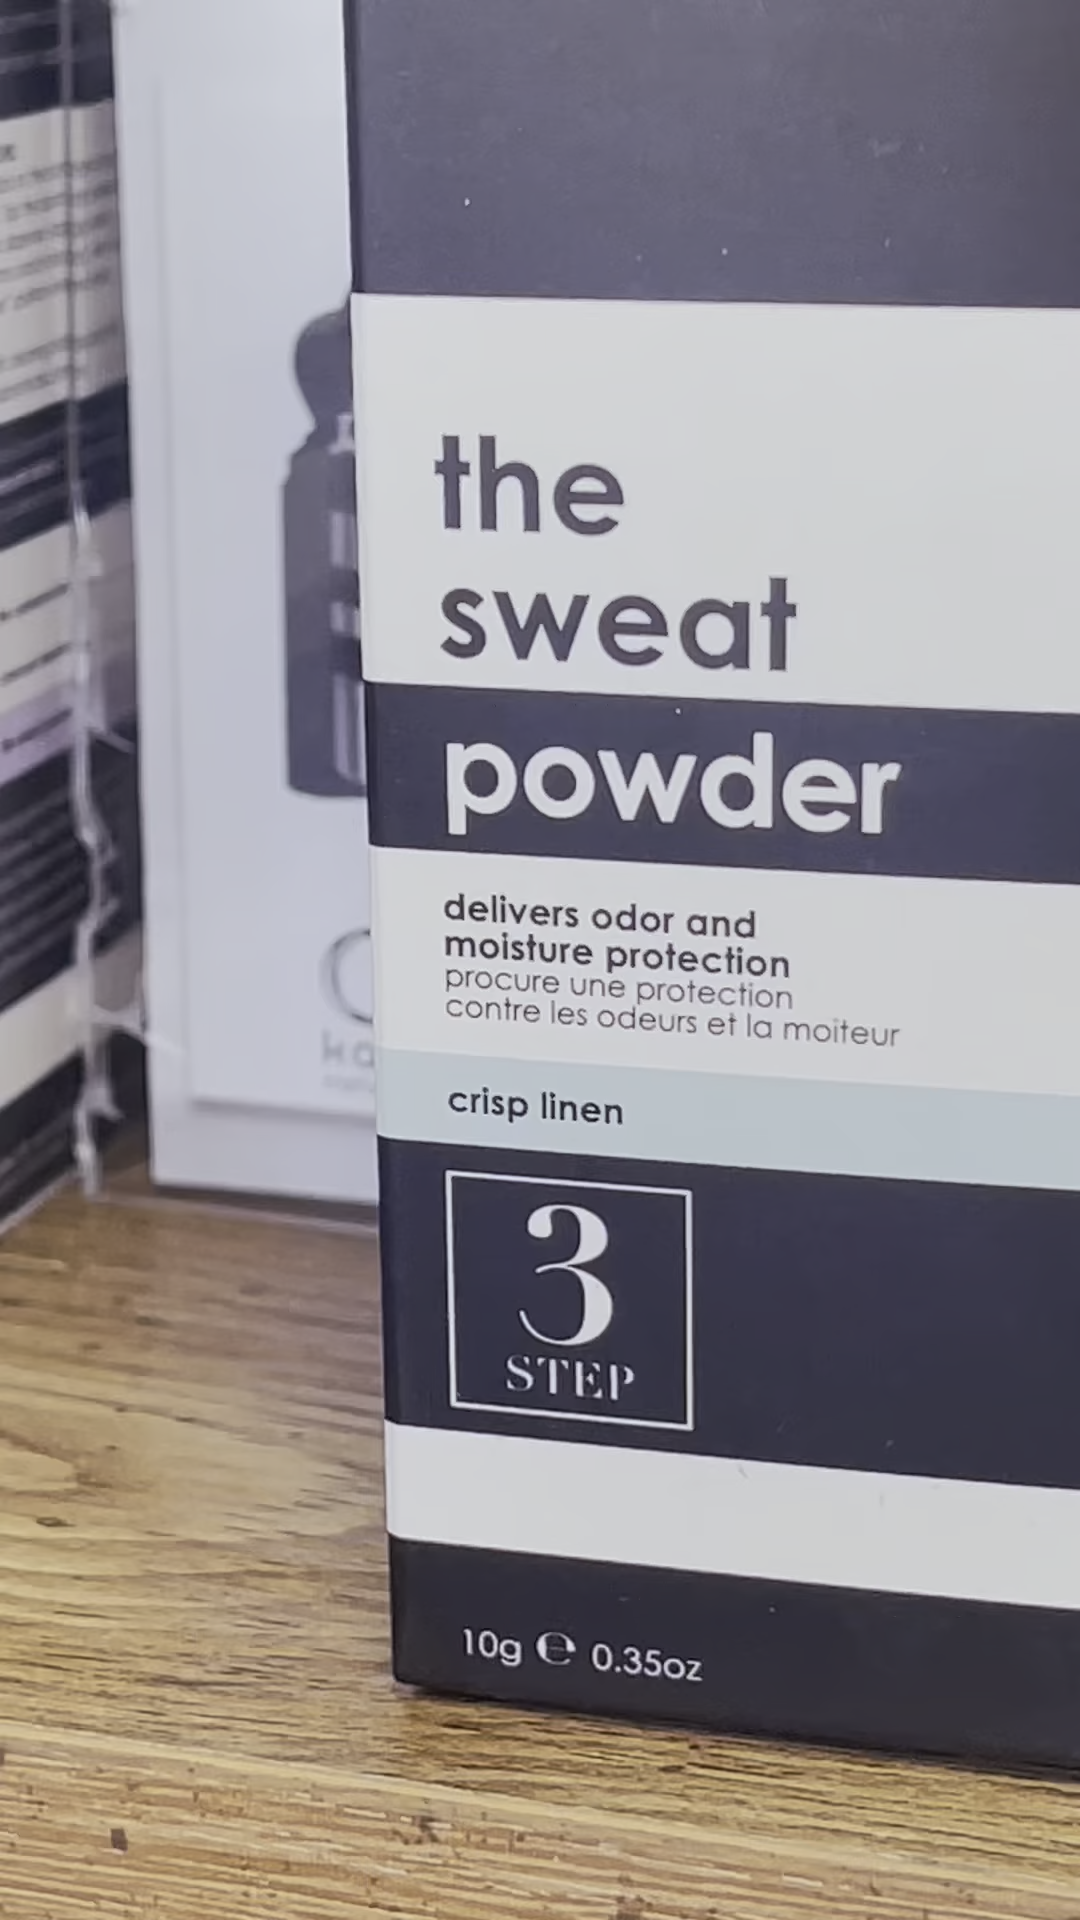 the
sweat
powder
delivers odor and
moisture protection
procure une protection
contre les odeurs et la moiteur
crisp linen
3
STEP
10g ℮ 0.35oz